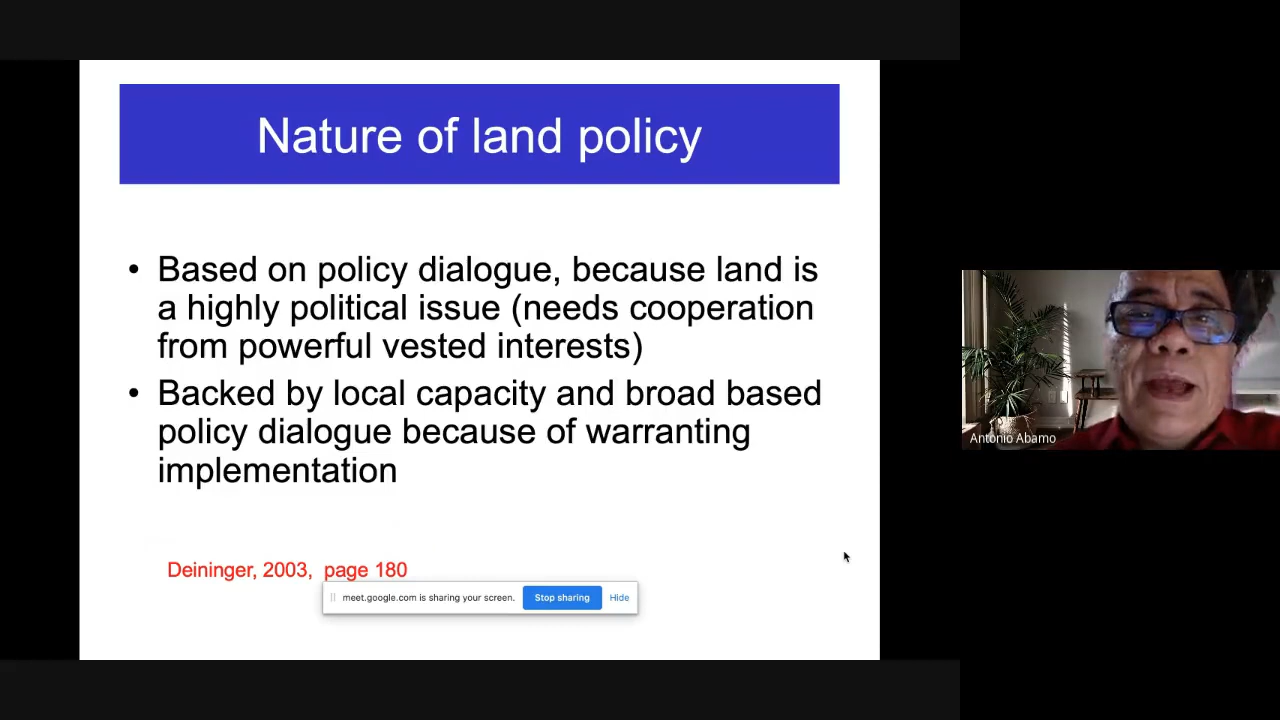 Nature of land policy
• Based on policy dialogue, because land is
a highly political issue (needs cooperation
from powerful vested interests)
• Backed by local capacity and broad based
policy dialogue because of warranting
implementation
Deininger, 2003, page 180
meet.google.com is sharing your screen. Stop sharing Hide
Antonio Abamo